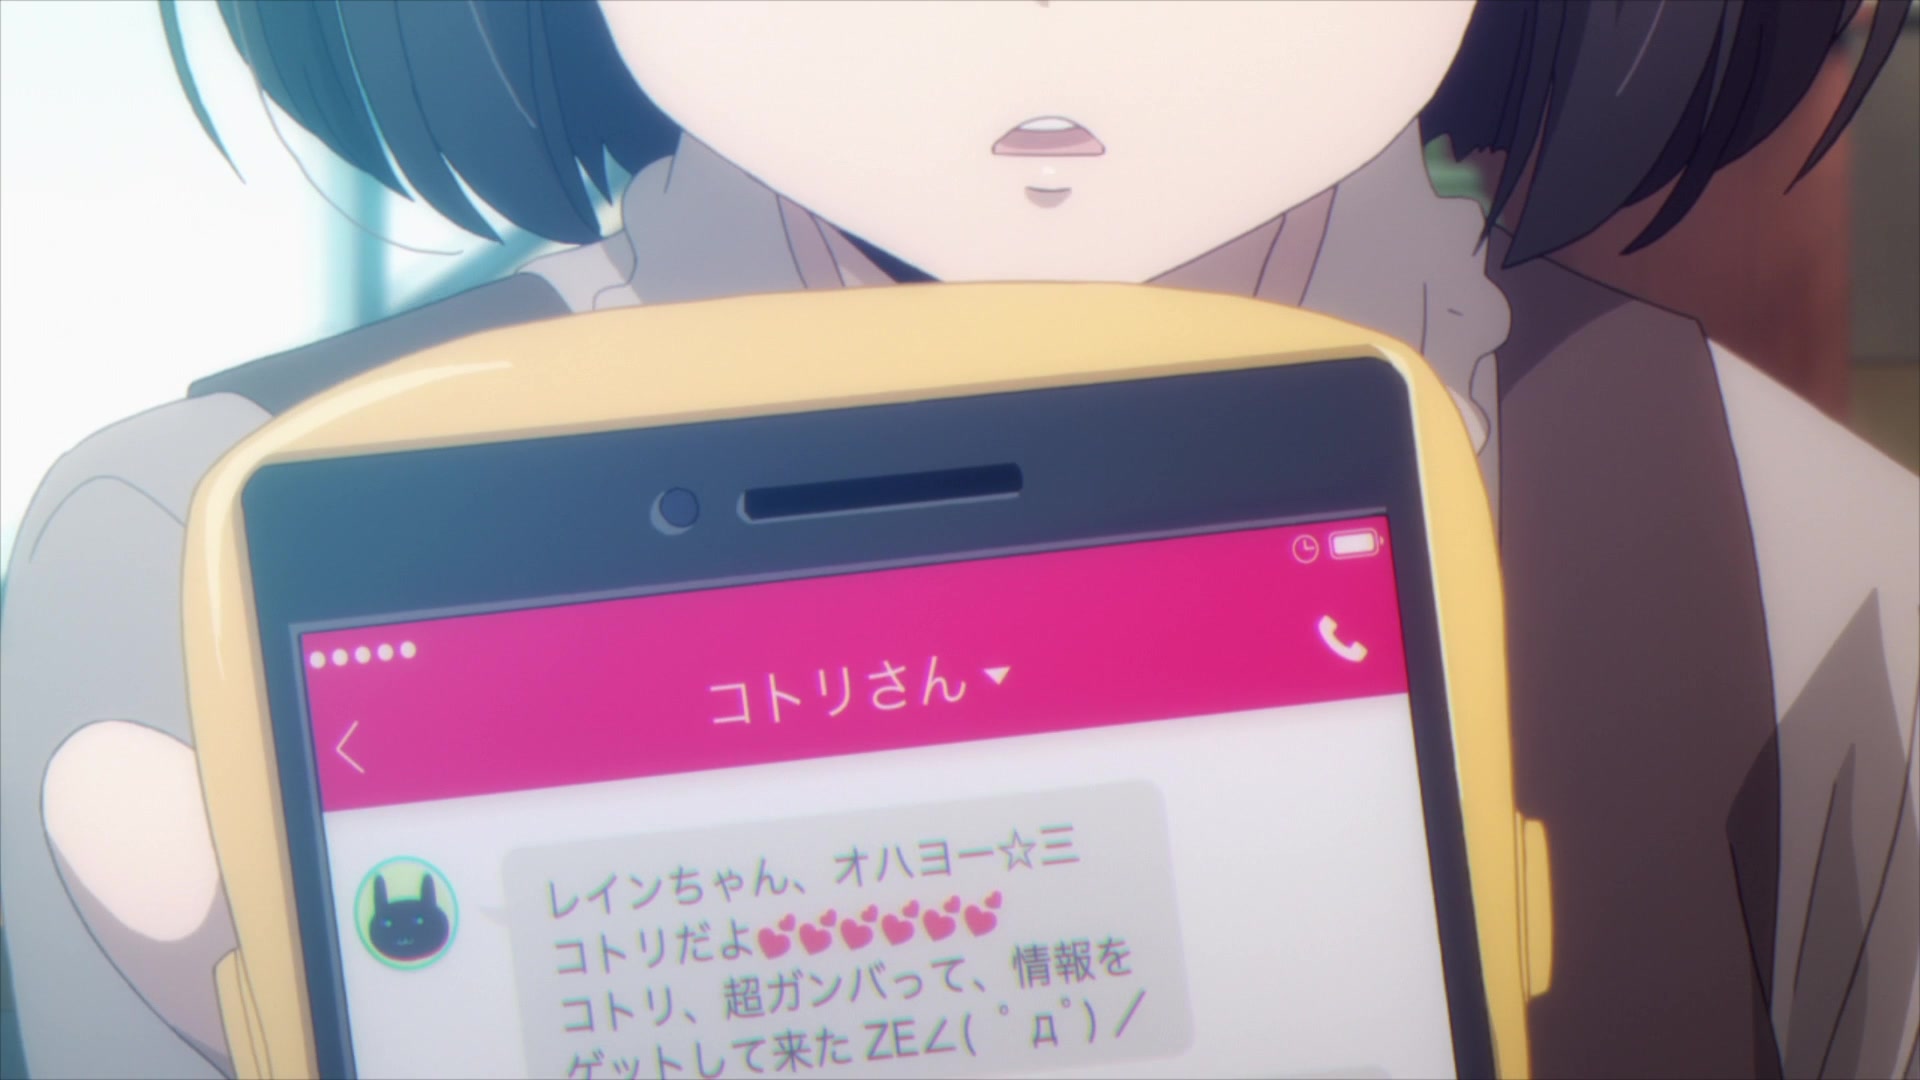 コトリさん▼
レインちゃん、オハヨー☆三
コトリだよ💕💕💕💕💕💕
コトリ、超ガンバって、情報を
ゲットして来たZE∠( ﾟдﾟ)／